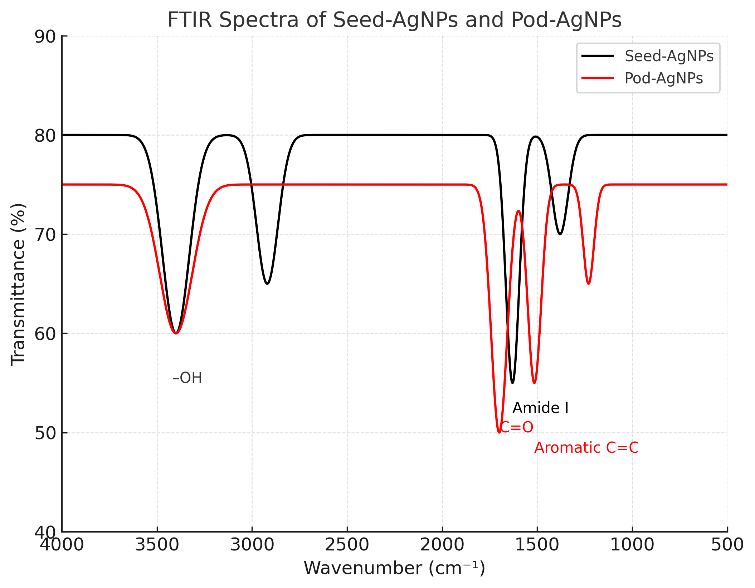 FTIR Spectra of Seed-AgNPs and Pod-AgNPs
90
Seed-AgNPs
Pod-AgNPs
80
70
Transmittance (%)
60
–OH
Amide I
C=O
50
Aromatic C=C
40
4000 3500 3000 2500 2000 1500 1000 500
Wavenumber (cm⁻¹)